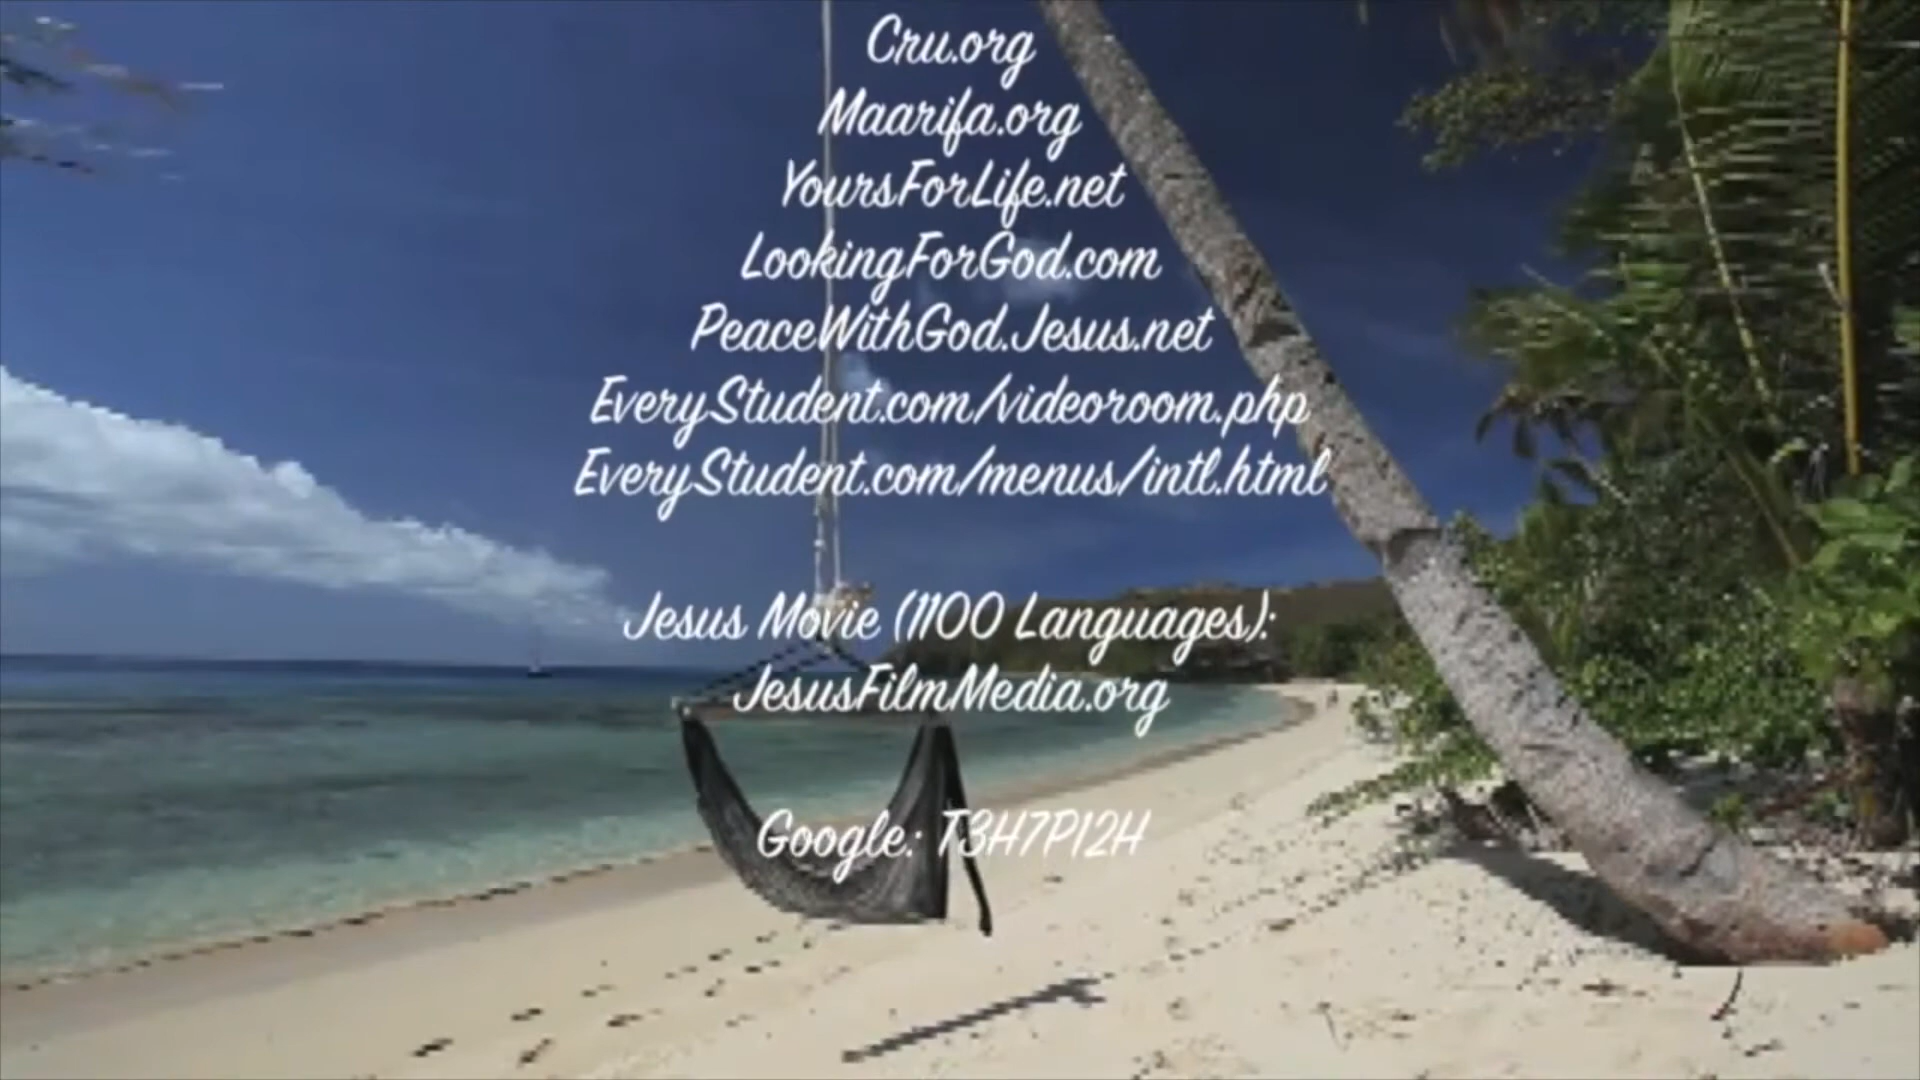 Cru.org
Maarifa.org
YoursForLife.net
LookingForGod.com
PeaceWithGod.Jesus.net
EveryStudent.com/videoroom.php
EveryStudent.com/menus/intl.html
Jesus Movie (1100 Languages):
JesusFilmMedia.org
Google: T3H7P12H